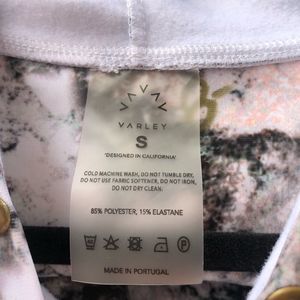 VARLEY
S
'DESIGNED IN CALIFORNIA'
COLD MACHINE WASH, DO NOT TUMBLE DRY,
DO NOT USE FABRIC SOFTENER, DO NOT IRON,
DO NOT DRY CLEAN.
85% POLYESTER, 15% ELASTANE
MADE IN PORTUGAL